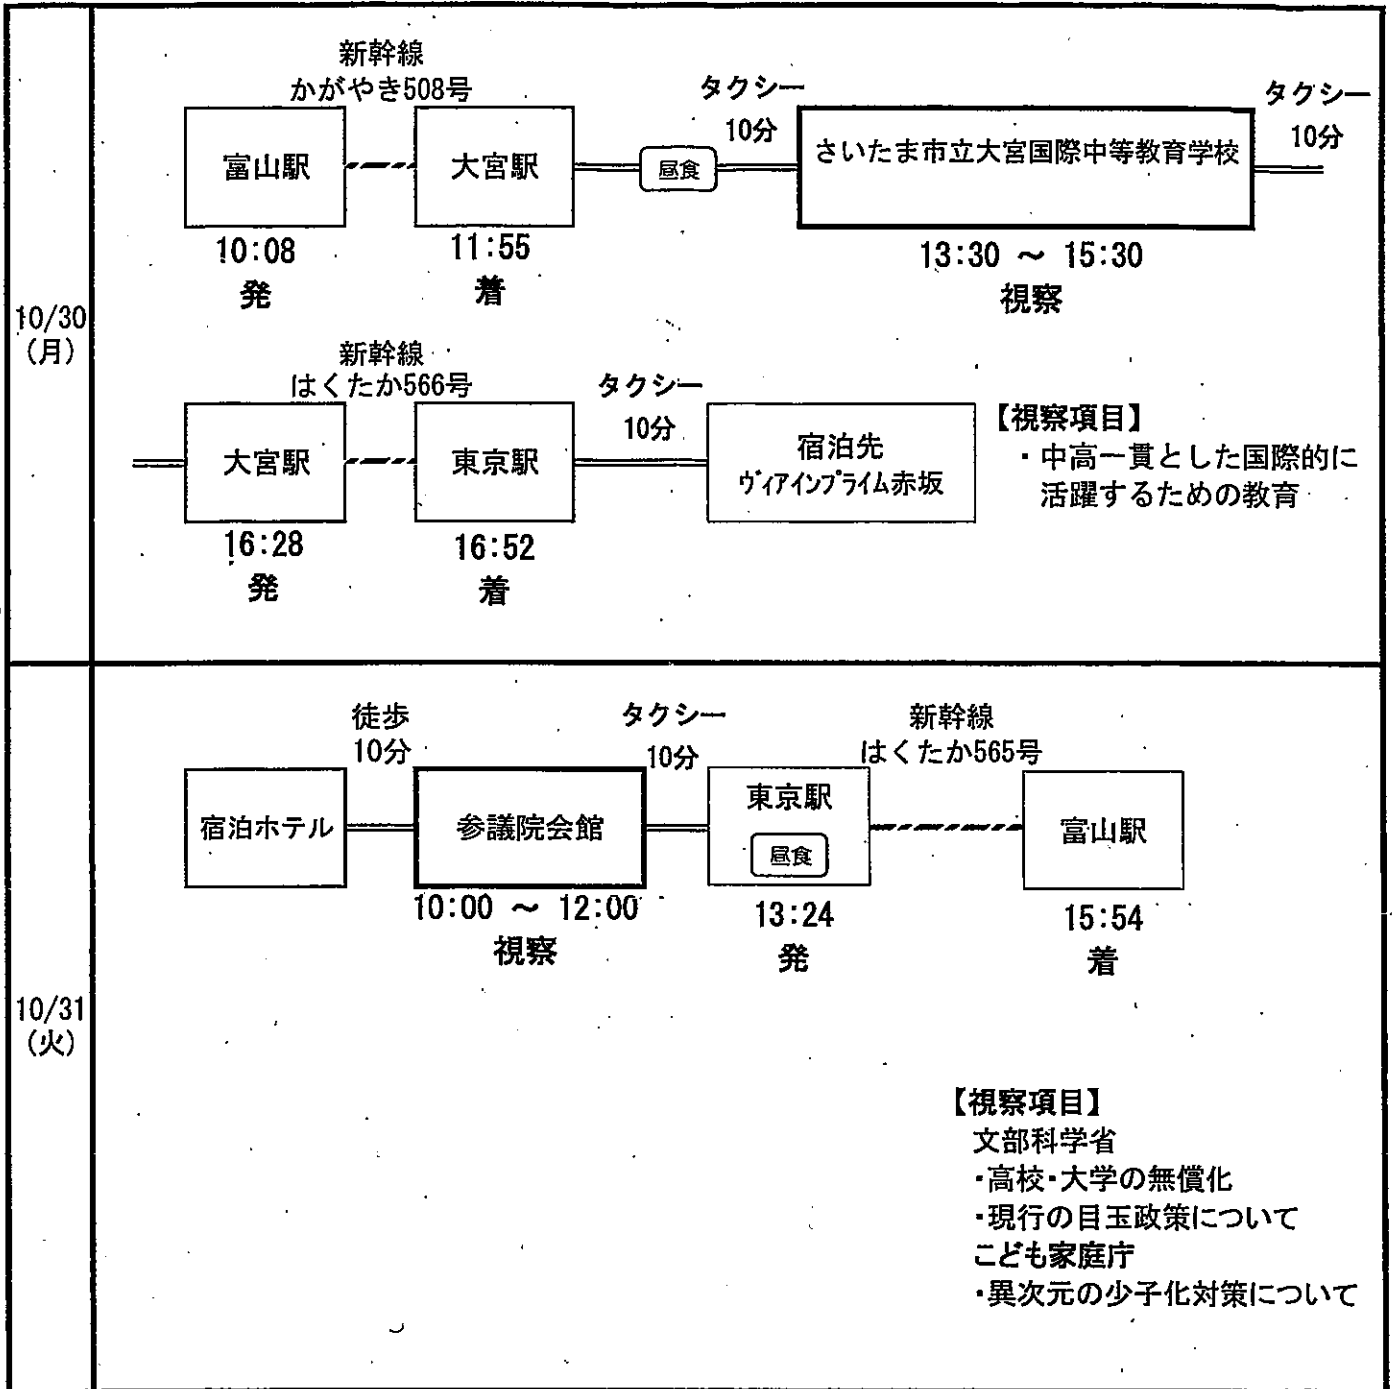 10/30
(月)
新幹線
かがやき508号
タクシー
10分
タクシー
10分
富山駅
大宮駅
昼食
さいたま市立大宮国際中等教育学校
10:08
発
11:55
着
13:30 ～ 15:30
視察
新幹線
はくたか566号
タクシー
10分
大宮駅
東京駅
宿泊先
ヴィアインプライム赤坂
16:28
発
16:52
着
【視察項目】
・中高一貫とした国際的に
活躍するための教育
10/31
(火)
徒歩
10分
タクシー
10分
新幹線
はくたか565号
宿泊ホテル
参議院会館
東京駅
昼食
富山駅
10:00 ～ 12:00
視察
13:24
発
15:54
着
【視察項目】
文部科学省
・高校・大学の無償化
・現行の目玉政策について
こども家庭庁
・異次元の少子化対策について